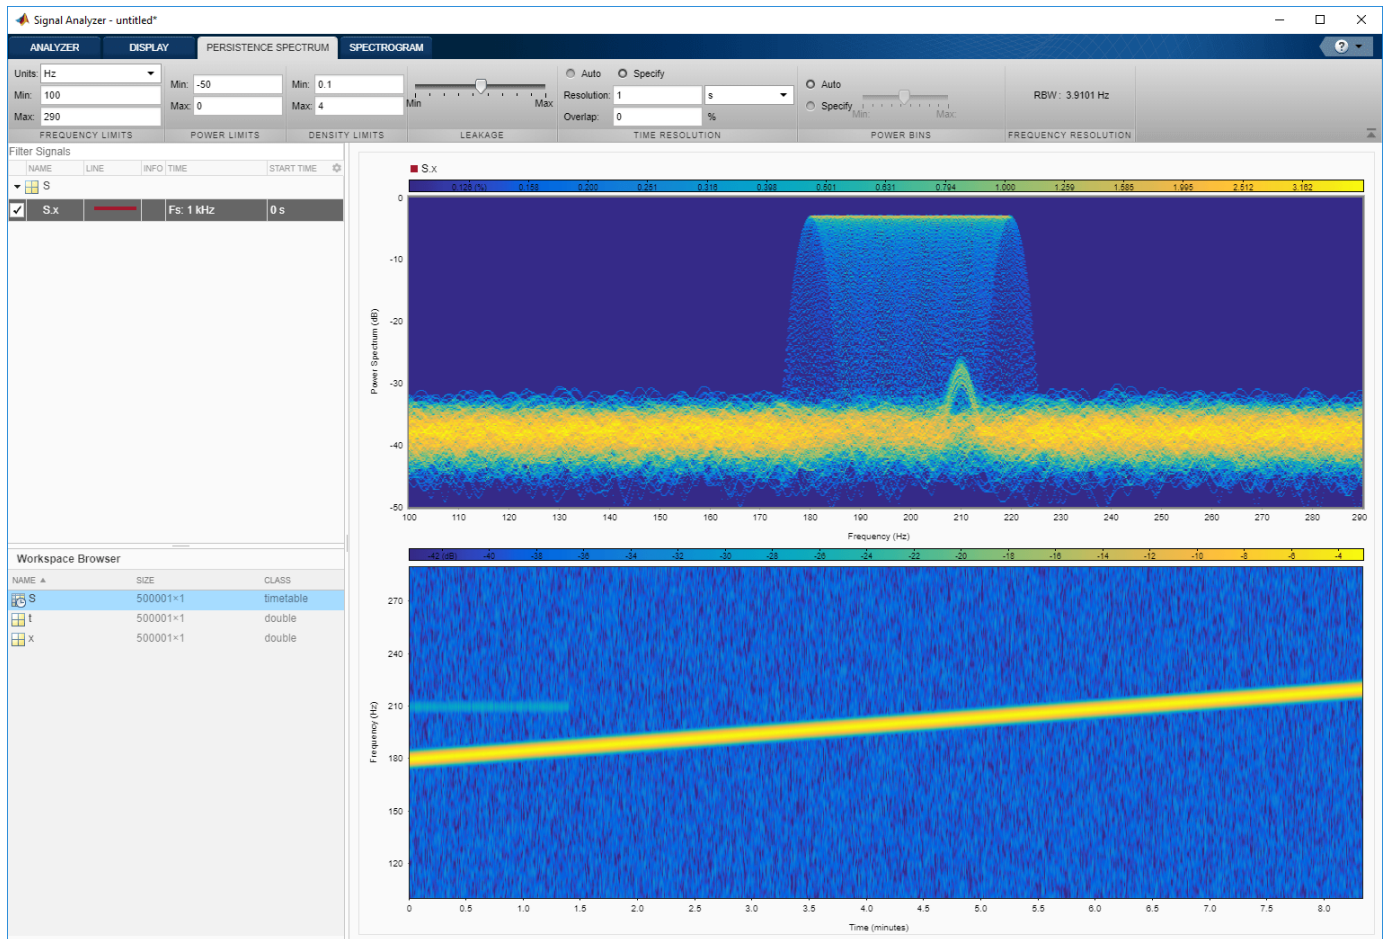 Signal Analyzer - untitled*
ANALYZER DISPLAY PERSISTENCE SPECTRUM SPECTROGRAM ?
Units: Hz Min: -50 Min: 0.1 Auto Specify Auto RBW : 3.9101 Hz
Min: 100 Max: 0 Max: 4 Min Max Resolution: 1 s Specify Min: Max:
Max: 290 Overlap: 0 %
FREQUENCY LIMITS POWER LIMITS DENSITY LIMITS LEAKAGE TIME RESOLUTION POWER BINS FREQUENCY RESOLUTION
Filter Signals
NAME LINE INFO TIME START TIME
S
S.x Fs: 1 kHz 0 s
Workspace Browser
NAME SIZE CLASS
S 500001×1 timetable
t 500001×1 double
x 500001×1 double
S.x
0.126 (%) 0.158 0.200 0.251 0.316 0.398 0.501 0.631 0.794 1.000 1.259 1.585 1.995 2.512 3.162
0
-10
-20
-30
-40
-50
Power Spectrum (dB)
100 110 120 130 140 150 160 170 180 190 200 210 220 230 240 250 260 270 280 290
Frequency (Hz)
-42 (dB) -40 -38 -36 -34 -32 -30 -28 -26 -24 -22 -20 -18 -16 -14 -12 -10 -8 -6 -4
270
240
210
180
150
120
Frequency (Hz)
0 0.5 1.0 1.5 2.0 2.5 3.0 3.5 4.0 4.5 5.0 5.5 6.0 6.5 7.0 7.5 8.0
Time (minutes)